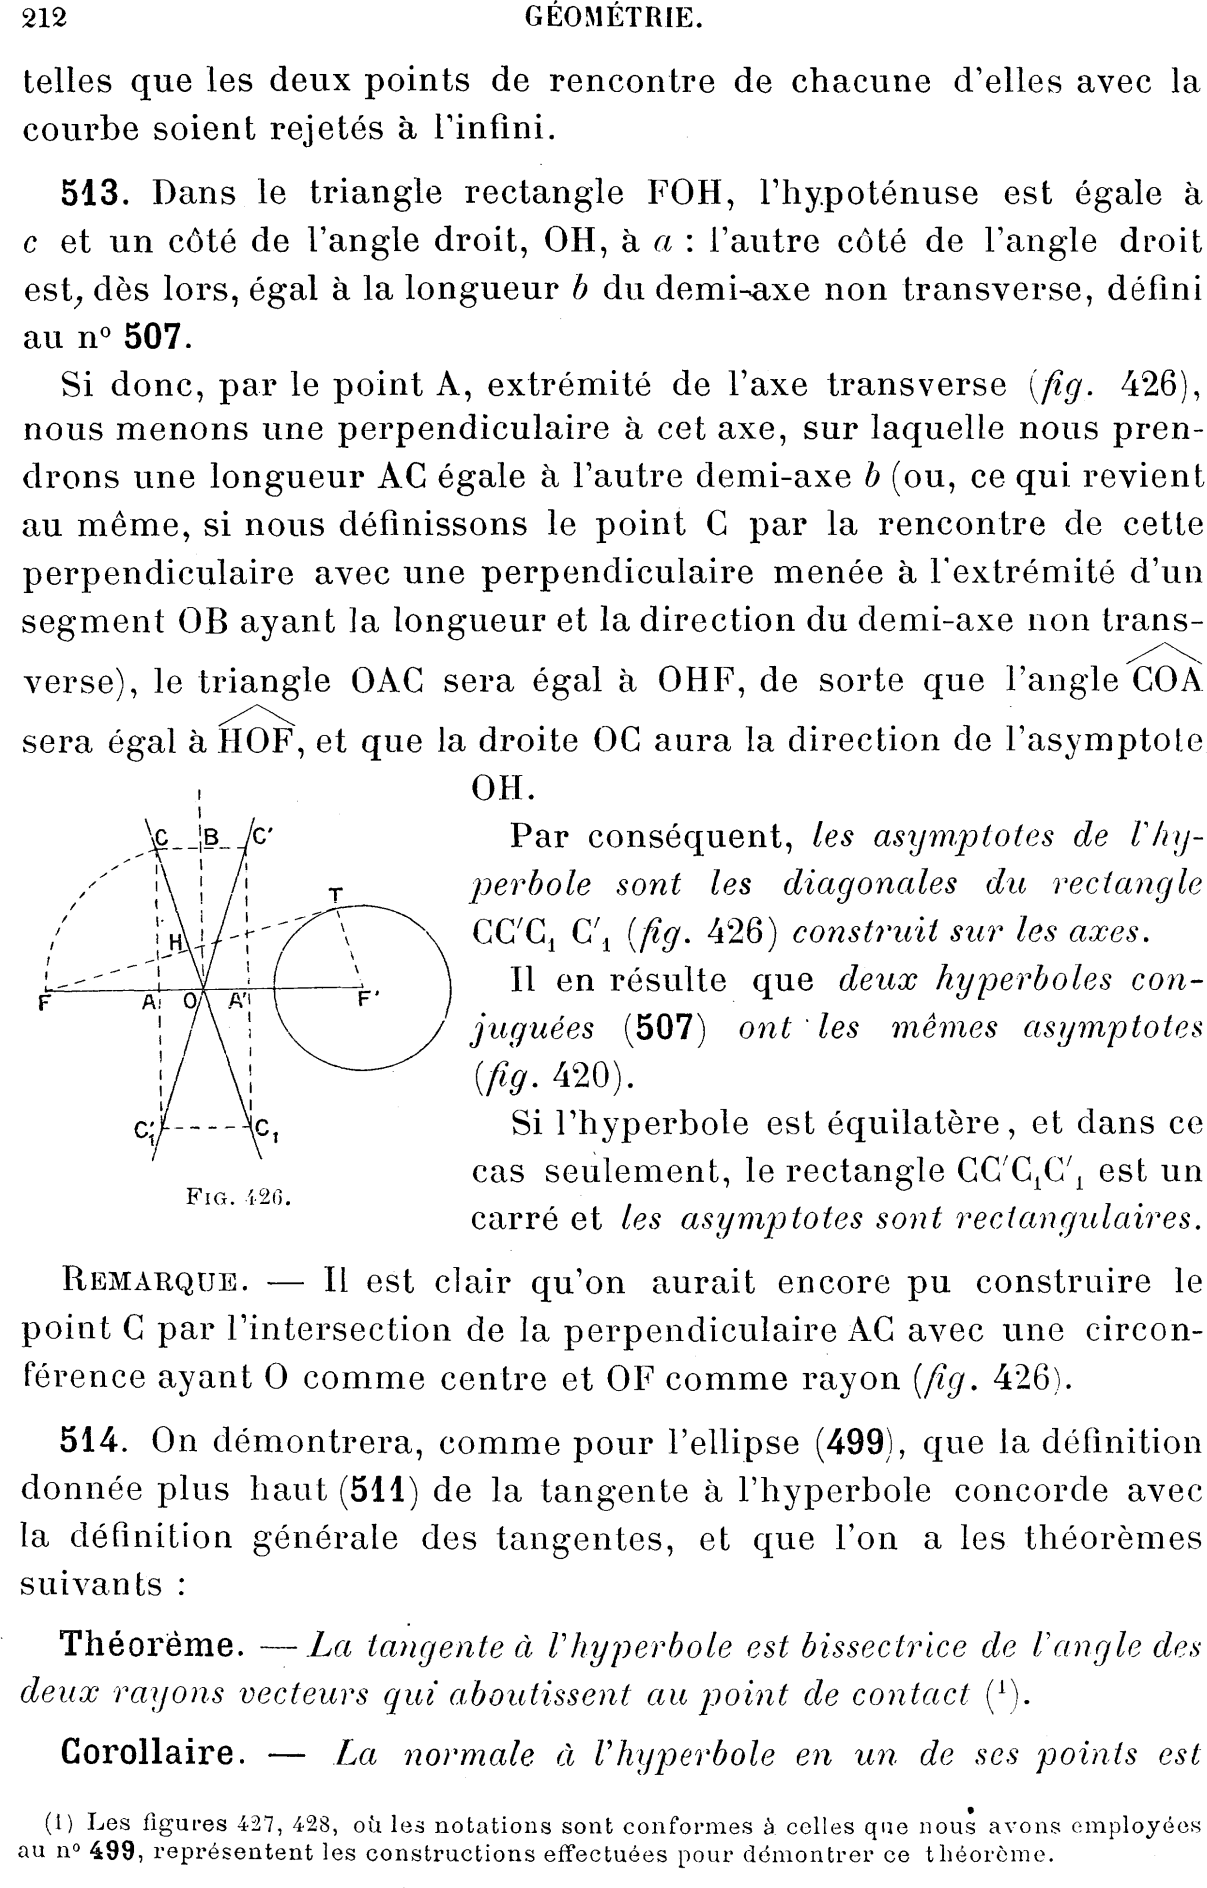 212 GÉOMÉTRIE.
telles que les deux points de rencontre de chacune d'elles avec la
courbe soient rejetés à l'infini.
513. Dans le triangle rectangle FOH, l'hypoténuse est égale à
c et un côté de l'angle droit, OH, à a : l'autre côté de l'angle droit
est, dès lors, égal à la longueur b du demi-axe non transverse, défini
au nº 507.
Si donc, par le point A, extrémité de l'axe transverse (fig. 426),
nous menons une perpendiculaire à cet axe, sur laquelle nous pren-
drons une longueur AC égale à l'autre demi-axe b (ou, ce qui revient
au même, si nous définissons le point C par la rencontre de cette
perpendiculaire avec une perpendiculaire menée à l'extrémité d'un
segment OB ayant la longueur et la direction du demi-axe non trans-
verse), le triangle OAC sera égal à OHF, de sorte que l'angle COA
sera égal à HOF, et que la droite OC aura la direction de l'asymptote
OH.
Par conséquent, les asymptotes de l'hy-
perbole sont les diagonales du rectangle
CC'C₁ C'₁ (fig. 426) construit sur les axes.
Il en résulte que deux hyperboles con-
juguées (507) ont les mêmes asymptotes
(fig. 420).
Si l'hyperbole est équilatère, et dans ce
cas seulement, le rectangle CC'C₁C'₁ est un
carré et les asymptotes sont rectangulaires.
C B C'
T
H
F A O A' F'
C'₁ C₁
FIG. 426.
REMARQUE. — Il est clair qu'on aurait encore pu construire le
point C par l'intersection de la perpendiculaire AC avec une circon-
férence ayant O comme centre et OF comme rayon (fig. 426).
514. On démontrera, comme pour l'ellipse (499), que la définition
donnée plus haut (511) de la tangente à l'hyperbole concorde avec
la définition générale des tangentes, et que l'on a les théorèmes
suivants :
Théorème. — La tangente à l'hyperbole est bissectrice de l'angle des
deux rayons vecteurs qui aboutissent au point de contact (¹).
Corollaire. — La normale à l'hyperbole en un de ses points est
(1) Les figures 427, 428, où les notations sont conformes à celles que nous avons employées
au nº 499, représentent les constructions effectuées pour démontrer ce théorème.